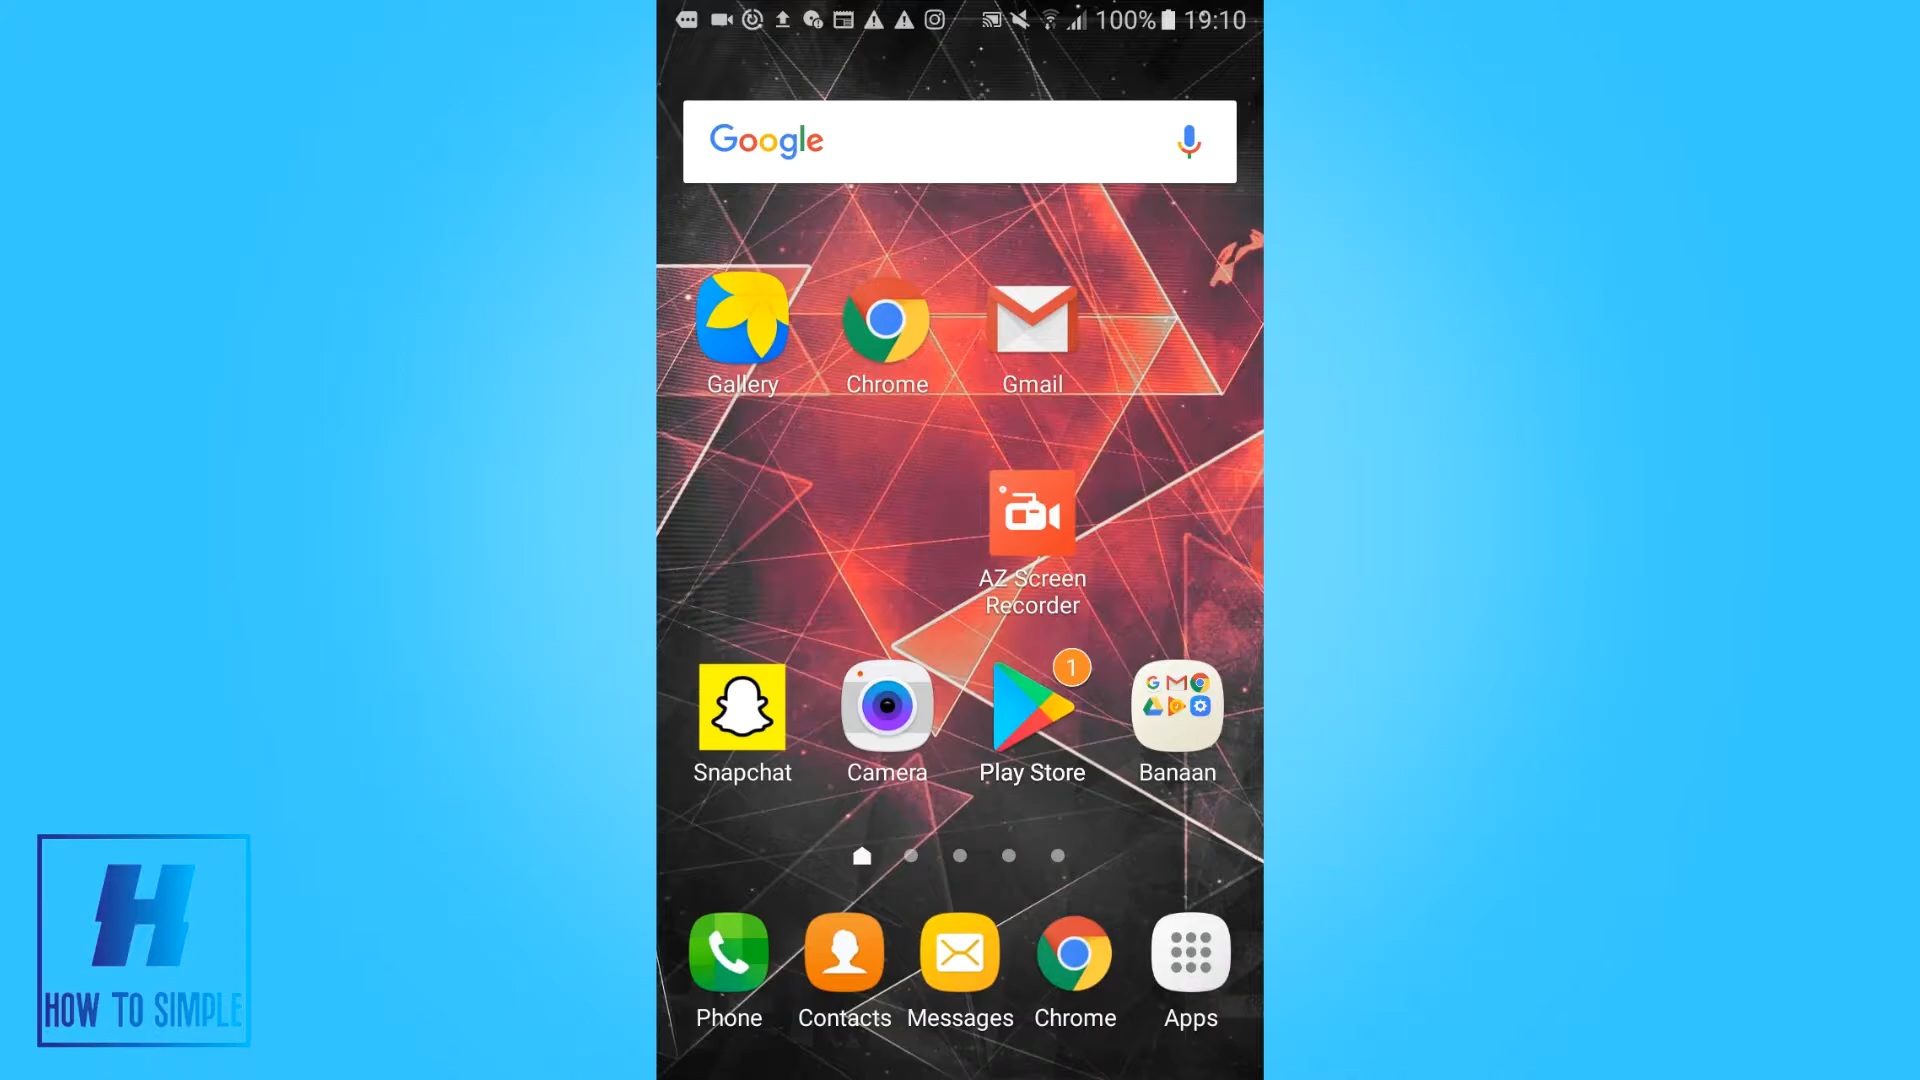 100% 19:10
Google
Gallery Chrome Gmail
AZ Screen
Recorder
1
Snapchat Camera Play Store Banaan
Phone Contacts Messages Chrome Apps
H
HOW TO SIMPLE